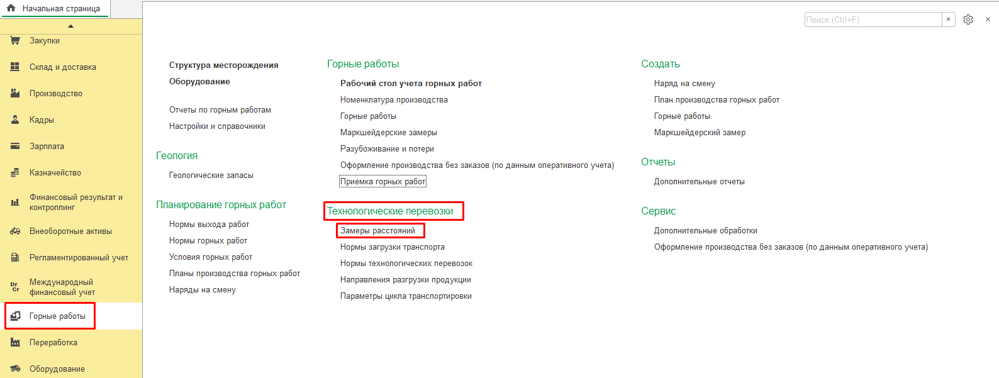 Начальная страница
Поиск (Ctrl+F)
Закупки
Склад и доставка
Производство
Кадры
Зарплата
Казначейство
Финансовый результат и
контроллинг
Внеоборотные активы
Регламентированный учет
Dr
Cr
Международный
финансовый учет
Горные работы
Переработка
Оборудование
Структура месторождения
Оборудование
Отчеты по горным работам
Настройки и справочники
Геология
Геологические запасы
Планирование горных работ
Нормы выхода работ
Нормы горных работ
Условия горных работ
Планы производства горных работ
Наряды на смену
Горные работы
Рабочий стол учета горных работ
Номенклатура производства
Горные работы
Маркшейдерские замеры
Разубоживание и потери
Оформление производства без заказов (по данным оперативного учета)
Приемка горных работ
Технологические перевозки
Замеры расстояний
Нормы загрузки транспорта
Нормы технологических перевозок
Направления разгрузки продукции
Параметры цикла транспортировки
Создать
Наряд на смену
План производства горных работ
Горные работы
Маркшейдерский замер
Отчеты
Дополнительные отчеты
Сервис
Дополнительные обработки
Оформление производства без заказов (по данным оперативного учета)